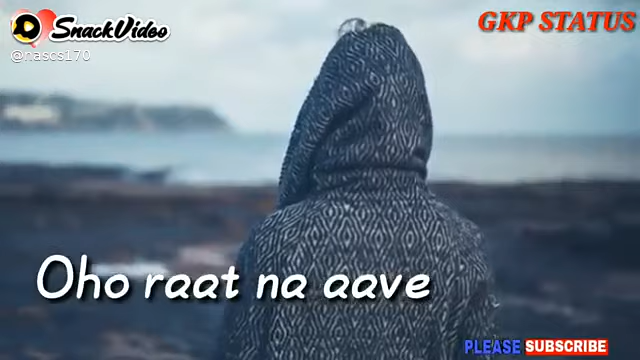 SnackVideo
GKP STATUS
@nascs170
Oho raat na aave
PLEASE SUBSCRIBE